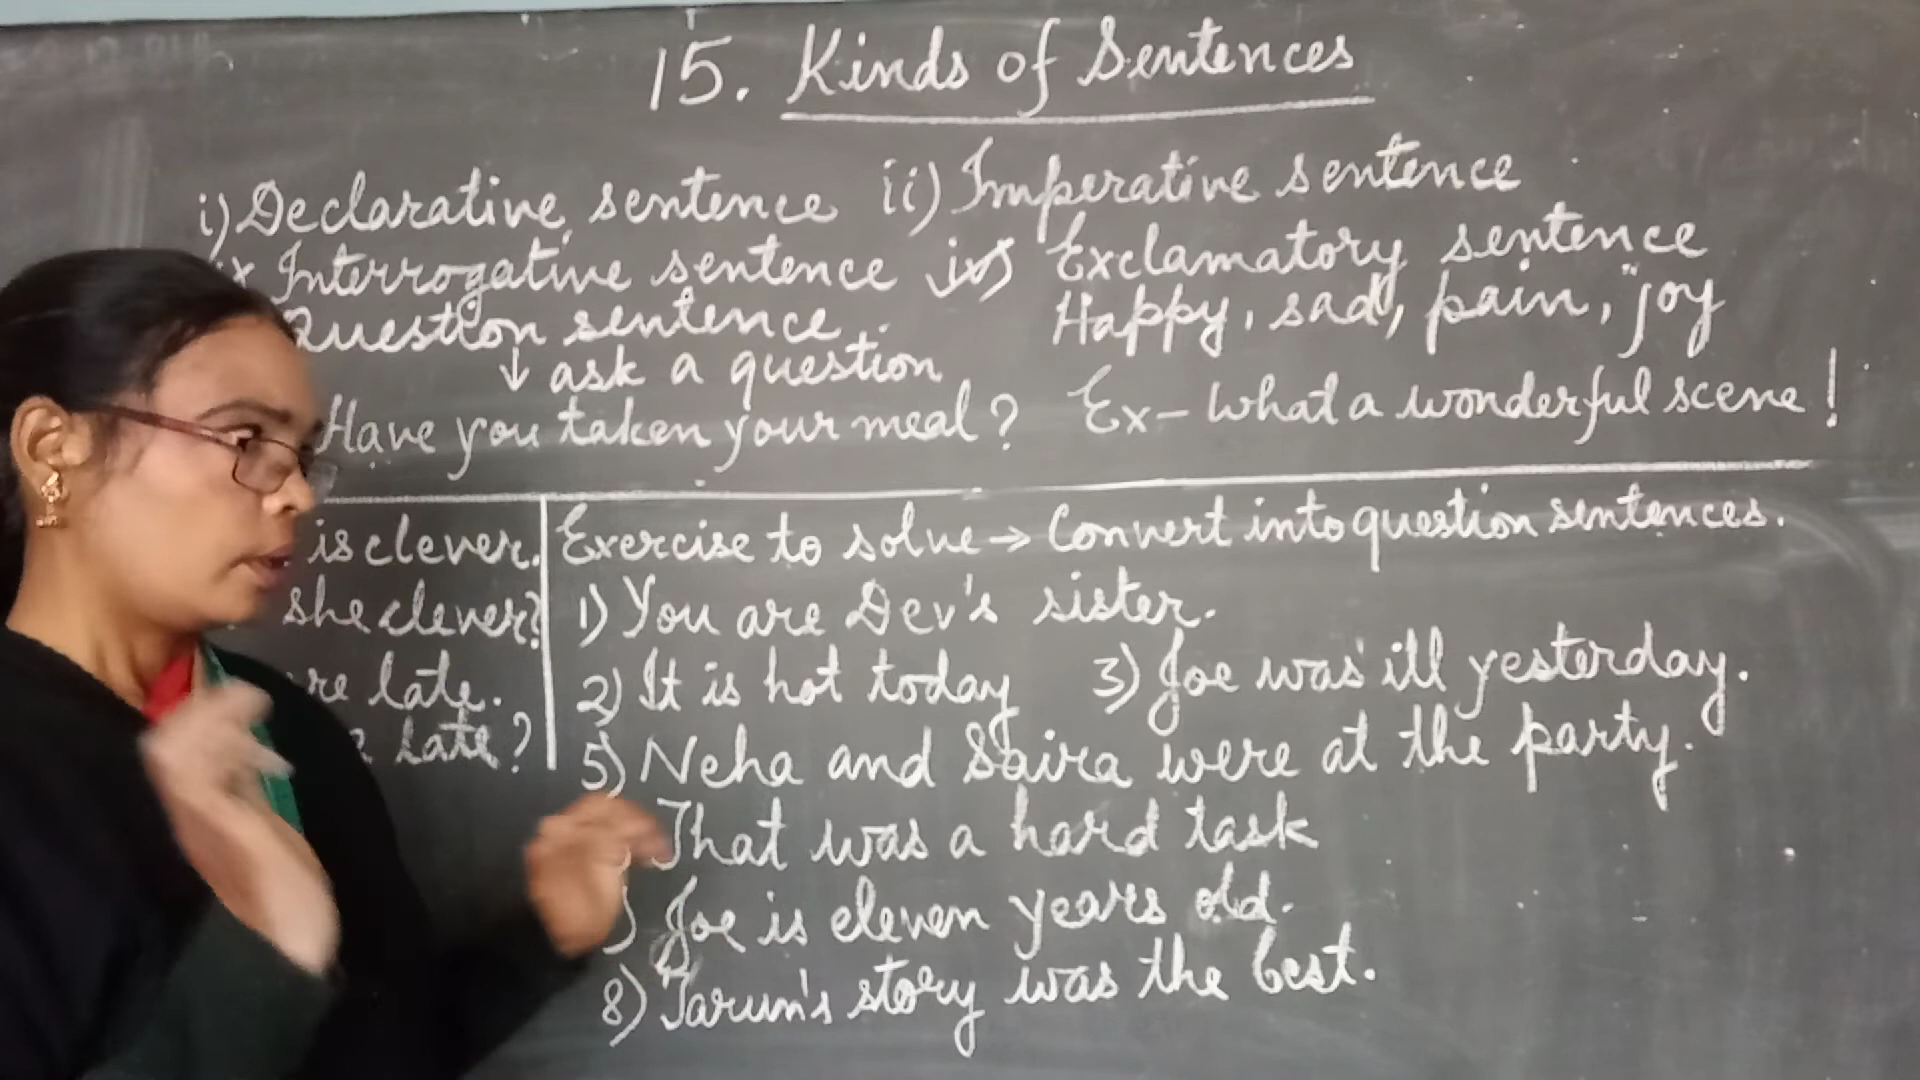 15. Kinds of Sentences
i) Declarative sentence ii) Imperative sentence
Interrogative sentence iv) Exclamatory sentence
Question sentence. Happy, sad, pain, "joy
↓ ask a question
Have you taken your meal? Ex- What a wonderful scene!
is clever. Exercise to solve → Convert into question sentences.
she clever? 1) You are Dev's sister.
late. 2) It is hot today 3) Joe was ill yesterday.
late? 5) Neha and Saira were at the party.
That was a hard task
Joe is eleven years old.
8) Tarun's story was the best.